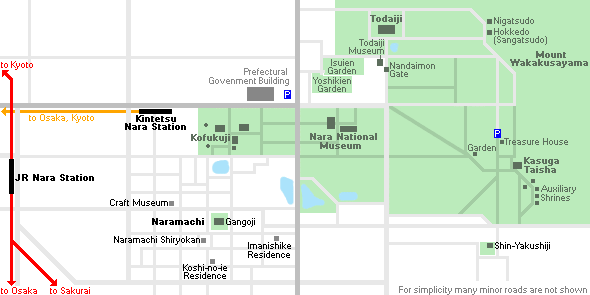 Todaiji
Nigatsudo
Hokkedo
(Sangatsudo)
Todaiji
Museum
Mount
Wakakusayama
to Kyoto
Isuien
Garden
Nandaimon
Gate
Prefectural
Govenment Building
P
Yoshikien
Garden
to Osaka, Kyoto
Kintetsu
Nara Station
Kofukuji
Nara National
Museum
P
Treasure House
Garden
Kasuga
Taisha
JR Nara Station
Auxiliary
Shrines
Craft Museum
Naramachi
Gangoji
Naramachi Shiryokan
Imanishike
Residence
Shin-Yakushiji
Koshi-no-ie
Residence
to Osaka
to Sakurai
For simplicity many minor roads are not shown